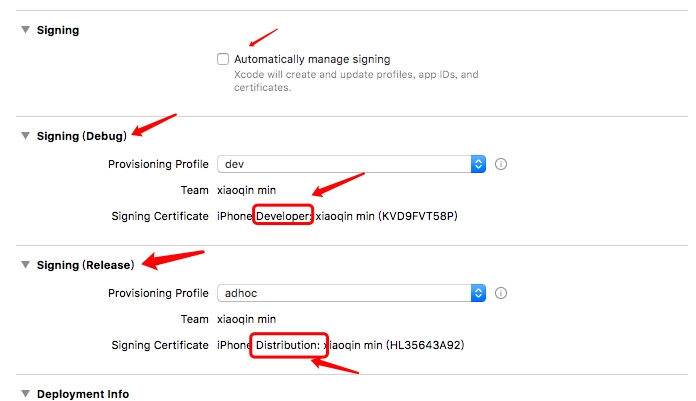 Signing
Automatically manage signing
Xcode will create and update profiles, app IDs, and
certificates.
Signing (Debug)
Provisioning Profile dev
Team xiaoqin min
Signing Certificate iPhone Developer: xiaoqin min (KVD9FVT58P)
Signing (Release)
Provisioning Profile adhoc
Team xiaoqin min
Signing Certificate iPhone Distribution: xiaoqin min (HL35643A92)
Deployment Info